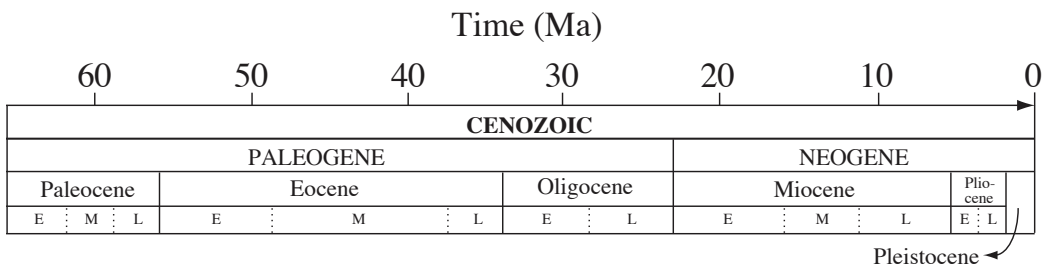 Time (Ma)
60 50 40 30 20 10 0
CENOZOIC
PALEOGENE NEOGENE
Paleocene Eocene Oligocene Miocene Plio-
cene
E M L E M L E L E M L E L
Pleistocene